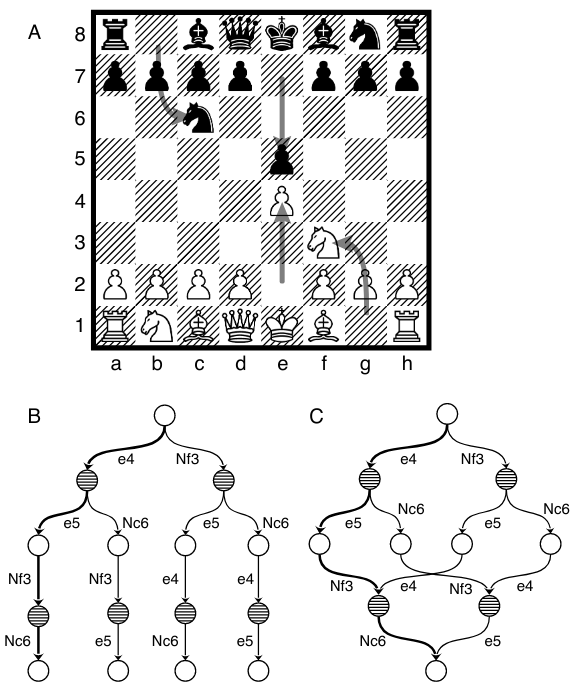 A
8
7
6
5
4
3
2
1
a b c d e f g h
B
e4 Nf3
e5 Nc6 e5 Nc6
Nf3 Nf3 e4 e4
Nc6 e5 Nc6 e5
C
e4 Nf3
e5 Nc6 e5 Nc6
Nf3 e4 Nf3 e4
Nc6 e5